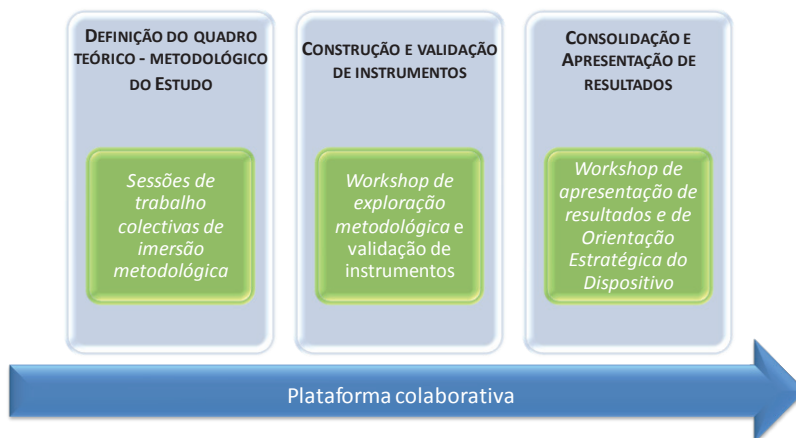 DEFINIÇÃO DO QUADRO
TEÓRICO - METODOLÓGICO
DO ESTUDO
Sessões de
trabalho
colectivas de
imersão
metodológica
CONSTRUÇÃO E VALIDAÇÃO
DE INSTRUMENTOS
Workshop de
exploração
metodológica e
validação de
instrumentos
CONSOLIDAÇÃO E
APRESENTAÇÃO DE
RESULTADOS
Workshop de
apresentação de
resultados e de
Orientação
Estratégica do
Dispositivo
Plataforma colaborativa